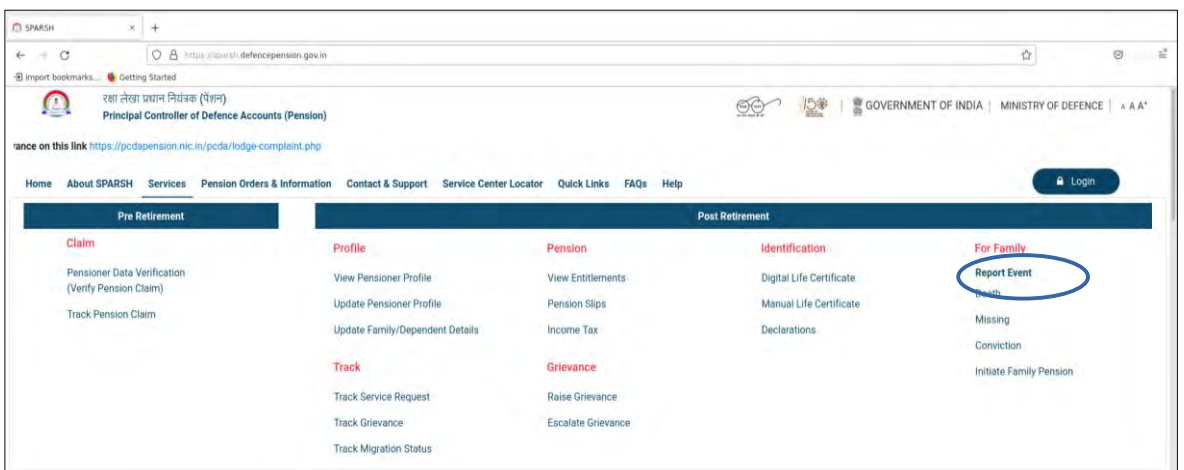 SPARSH × +
https://sparsh.defencepension.gov.in
Import bookmarks... Getting Started
रक्षा लेखा प्रधान नियंत्रक (पेंशन)
Principal Controller of Defence Accounts (Pension)
GOVERNMENT OF INDIA | MINISTRY OF DEFENCE | A A A+
rance on this link https://pcdapension.nic.in/pcda/lodge-complaint.php
Home About SPARSH Services Pension Orders & Information Contact & Support Service Center Locator Quick Links FAQs Help
Login
Pre Retirement
Claim
Pensioner Data Verification
(Verify Pension Claim)
Track Pension Claim
Post Retirement
Profile
View Pensioner Profile
Update Pensioner Profile
Update Family/Dependent Details
Track
Track Service Request
Track Grievance
Track Migration Status
Pension
View Entitlements
Pension Slips
Income Tax
Grievance
Raise Grievance
Escalate Grievance
Identification
Digital Life Certificate
Manual Life Certificate
Declarations
For Family
Report Event
Death
Missing
Conviction
Initiate Family Pension